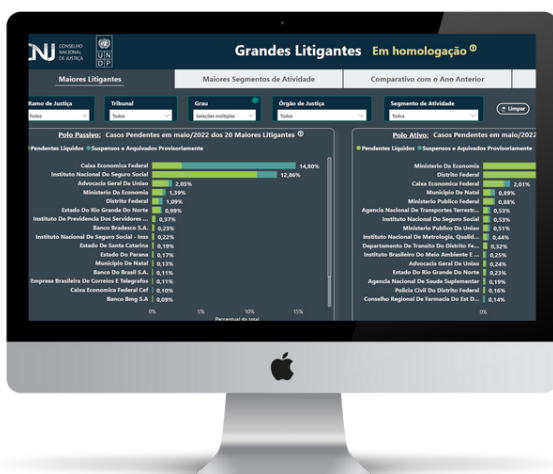 CNJ CONSELHO
NACIONAL
DE JUSTIÇA
UN
DP
Grandes Litigantes Em homologação
Maiores Litigantes
Maiores Segmentos de Atividade
Comparativo com o Ano Anterior
Ramo de Justiça
Todos
Tribunal
Todos
Grau
Seleções múltiplas
Órgão de Justiça
Todos
Segmento de Atividade
Todos
Limpar
Polo Passivo: Casos Pendentes em maio/2022 dos 20 Maiores Litigantes
Pendentes Líquidos Suspensos e Arquivados Provisoriamente
Caixa Economica Federal 14,80%
Instituto Nacional Do Seguro Social 12,86%
Advocacia Geral Da Uniao 2,05%
Ministerio Da Economia 1,39%
Distrito Federal 1,09%
Estado Do Rio Grande Do Norte 0,99%
Instituto De Previdencia Dos Servidores ... 0,37%
Banco Bradesco S.A. 0,23%
Instituto Nacional De Seguro Social - Inss 0,22%
Estado De Santa Catarina 0,19%
Estado Do Parana 0,17%
Municipio De Natal 0,13%
Banco Do Brasil S.A. 0,11%
Empresa Brasileira De Correios E Telegrafos 0,11%
Caixa Economica Federal Cef 0,10%
Banco Bmg S.A 0,09%
0% 5% 10% 15%
Percentual do total
Polo Ativo: Casos Pendentes em maio/2022
Pendentes Líquidos Suspensos e Arquivados Provisoriamente
Ministerio Da Economia
Distrito Federal
Caixa Economica Federal 2,01%
Municipio De Natal 0,89%
Ministerio Publico Federal 0,88%
Agencia Nacional De Transportes Terrestr... 0,53%
Instituto Nacional Do Seguro Social 0,53%
Ministerio Publico Da Uniao 0,51%
Instituto Nacional De Metrologia, Qualid... 0,44%
Departamento De Transito Do Distrito Fe... 0,32%
Instituto Brasileiro Do Meio Ambiente E ... 0,25%
Advocacia Geral Da Uniao 0,24%
Estado Do Rio Grande Do Norte 0,23%
Agencia Nacional De Saude Suplementar 0,19%
Policia Civil Do Distrito Federal 0,16%
Conselho Regional De Farmacia Do Est D... 0,14%
0%